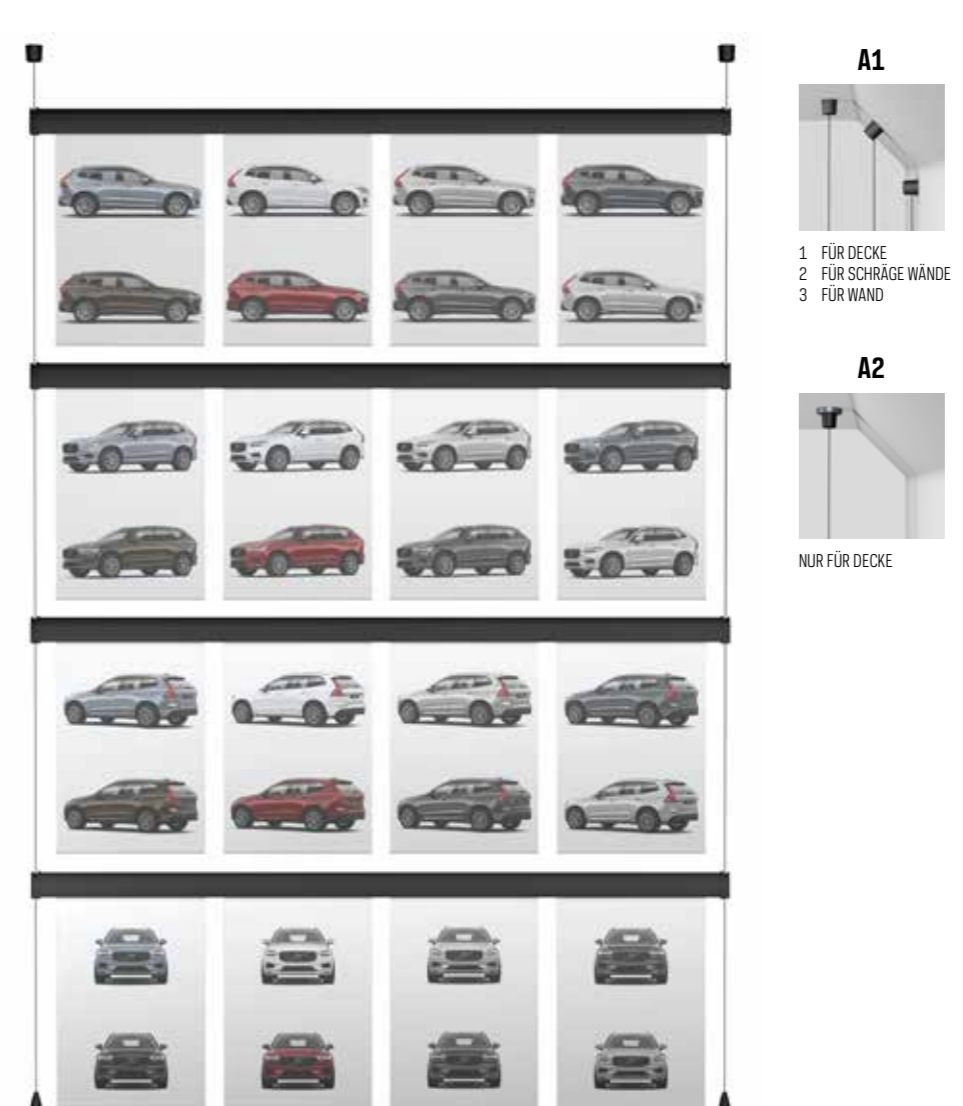 A1
1 FÜR DECKE
2 FÜR SCHRÄGE WÄNDE
3 FÜR WAND
A2
NUR FÜR DECKE